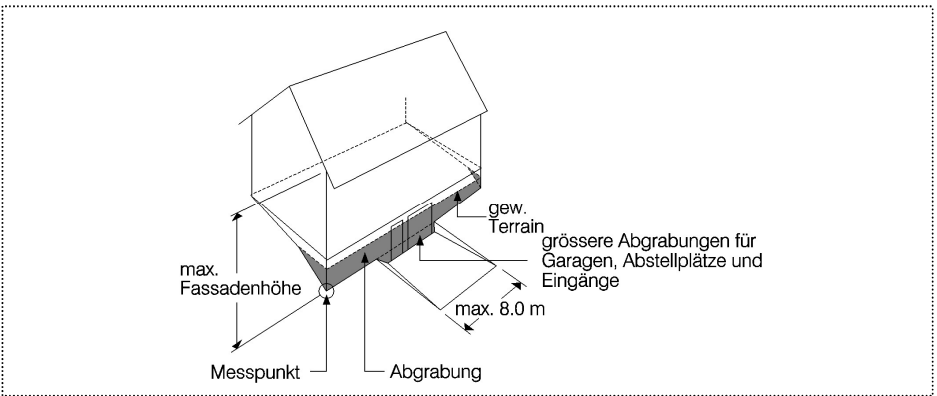 gew.
Terrain
grössere Abgrabungen für
Garagen, Abstellplätze und
Eingänge
max.
Fassadenhöhe
max. 8.0 m
Messpunkt
Abgrabung